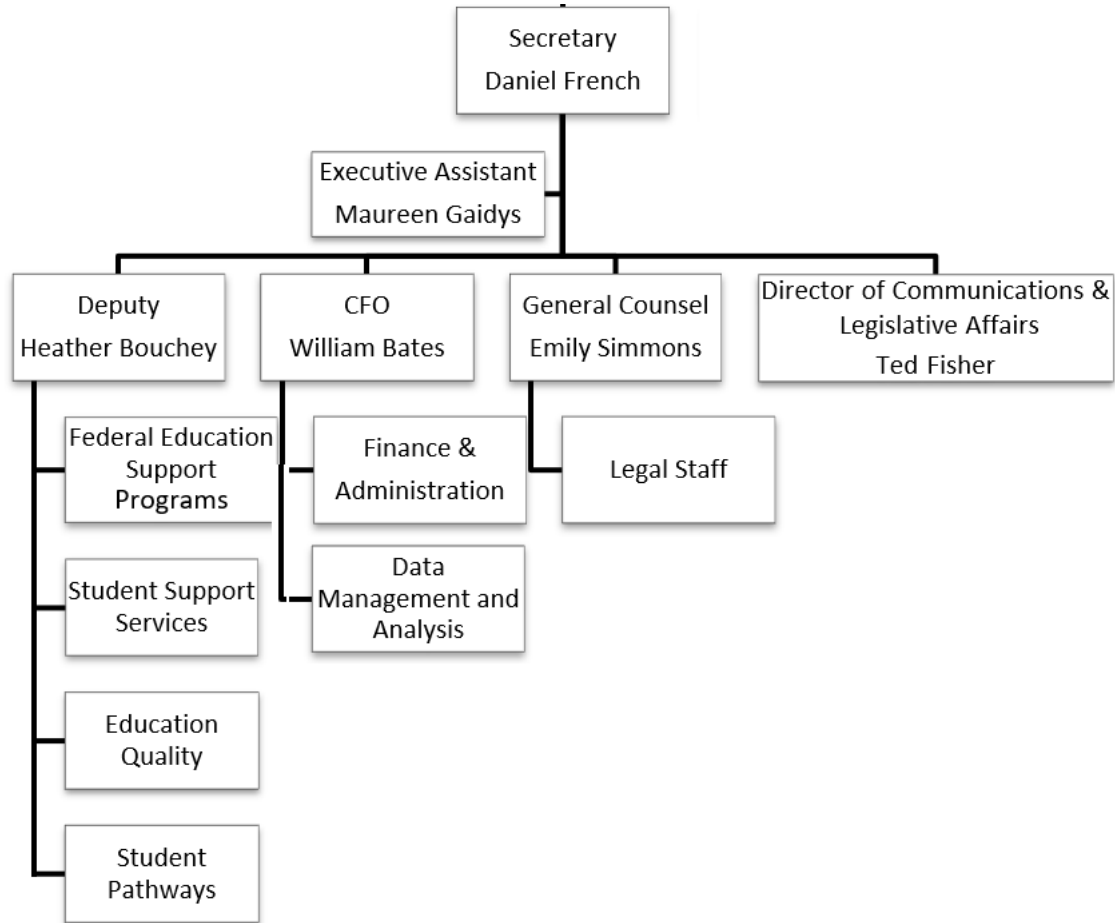 Secretary
Daniel French
Executive Assistant
Maureen Gaidys
Deputy
Heather Bouchey
CFO
William Bates
General Counsel
Emily Simmons
Director of Communications &
Legislative Affairs
Ted Fisher
Federal Education
Support
Programs
Student Support
Services
Education
Quality
Student
Pathways
Finance &
Administration
Data
Management and
Analysis
Legal Staff